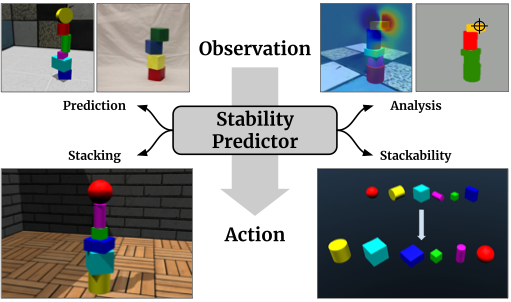 Observation
Prediction
Analysis
Stability
Predictor
Stacking
Stackability
Action